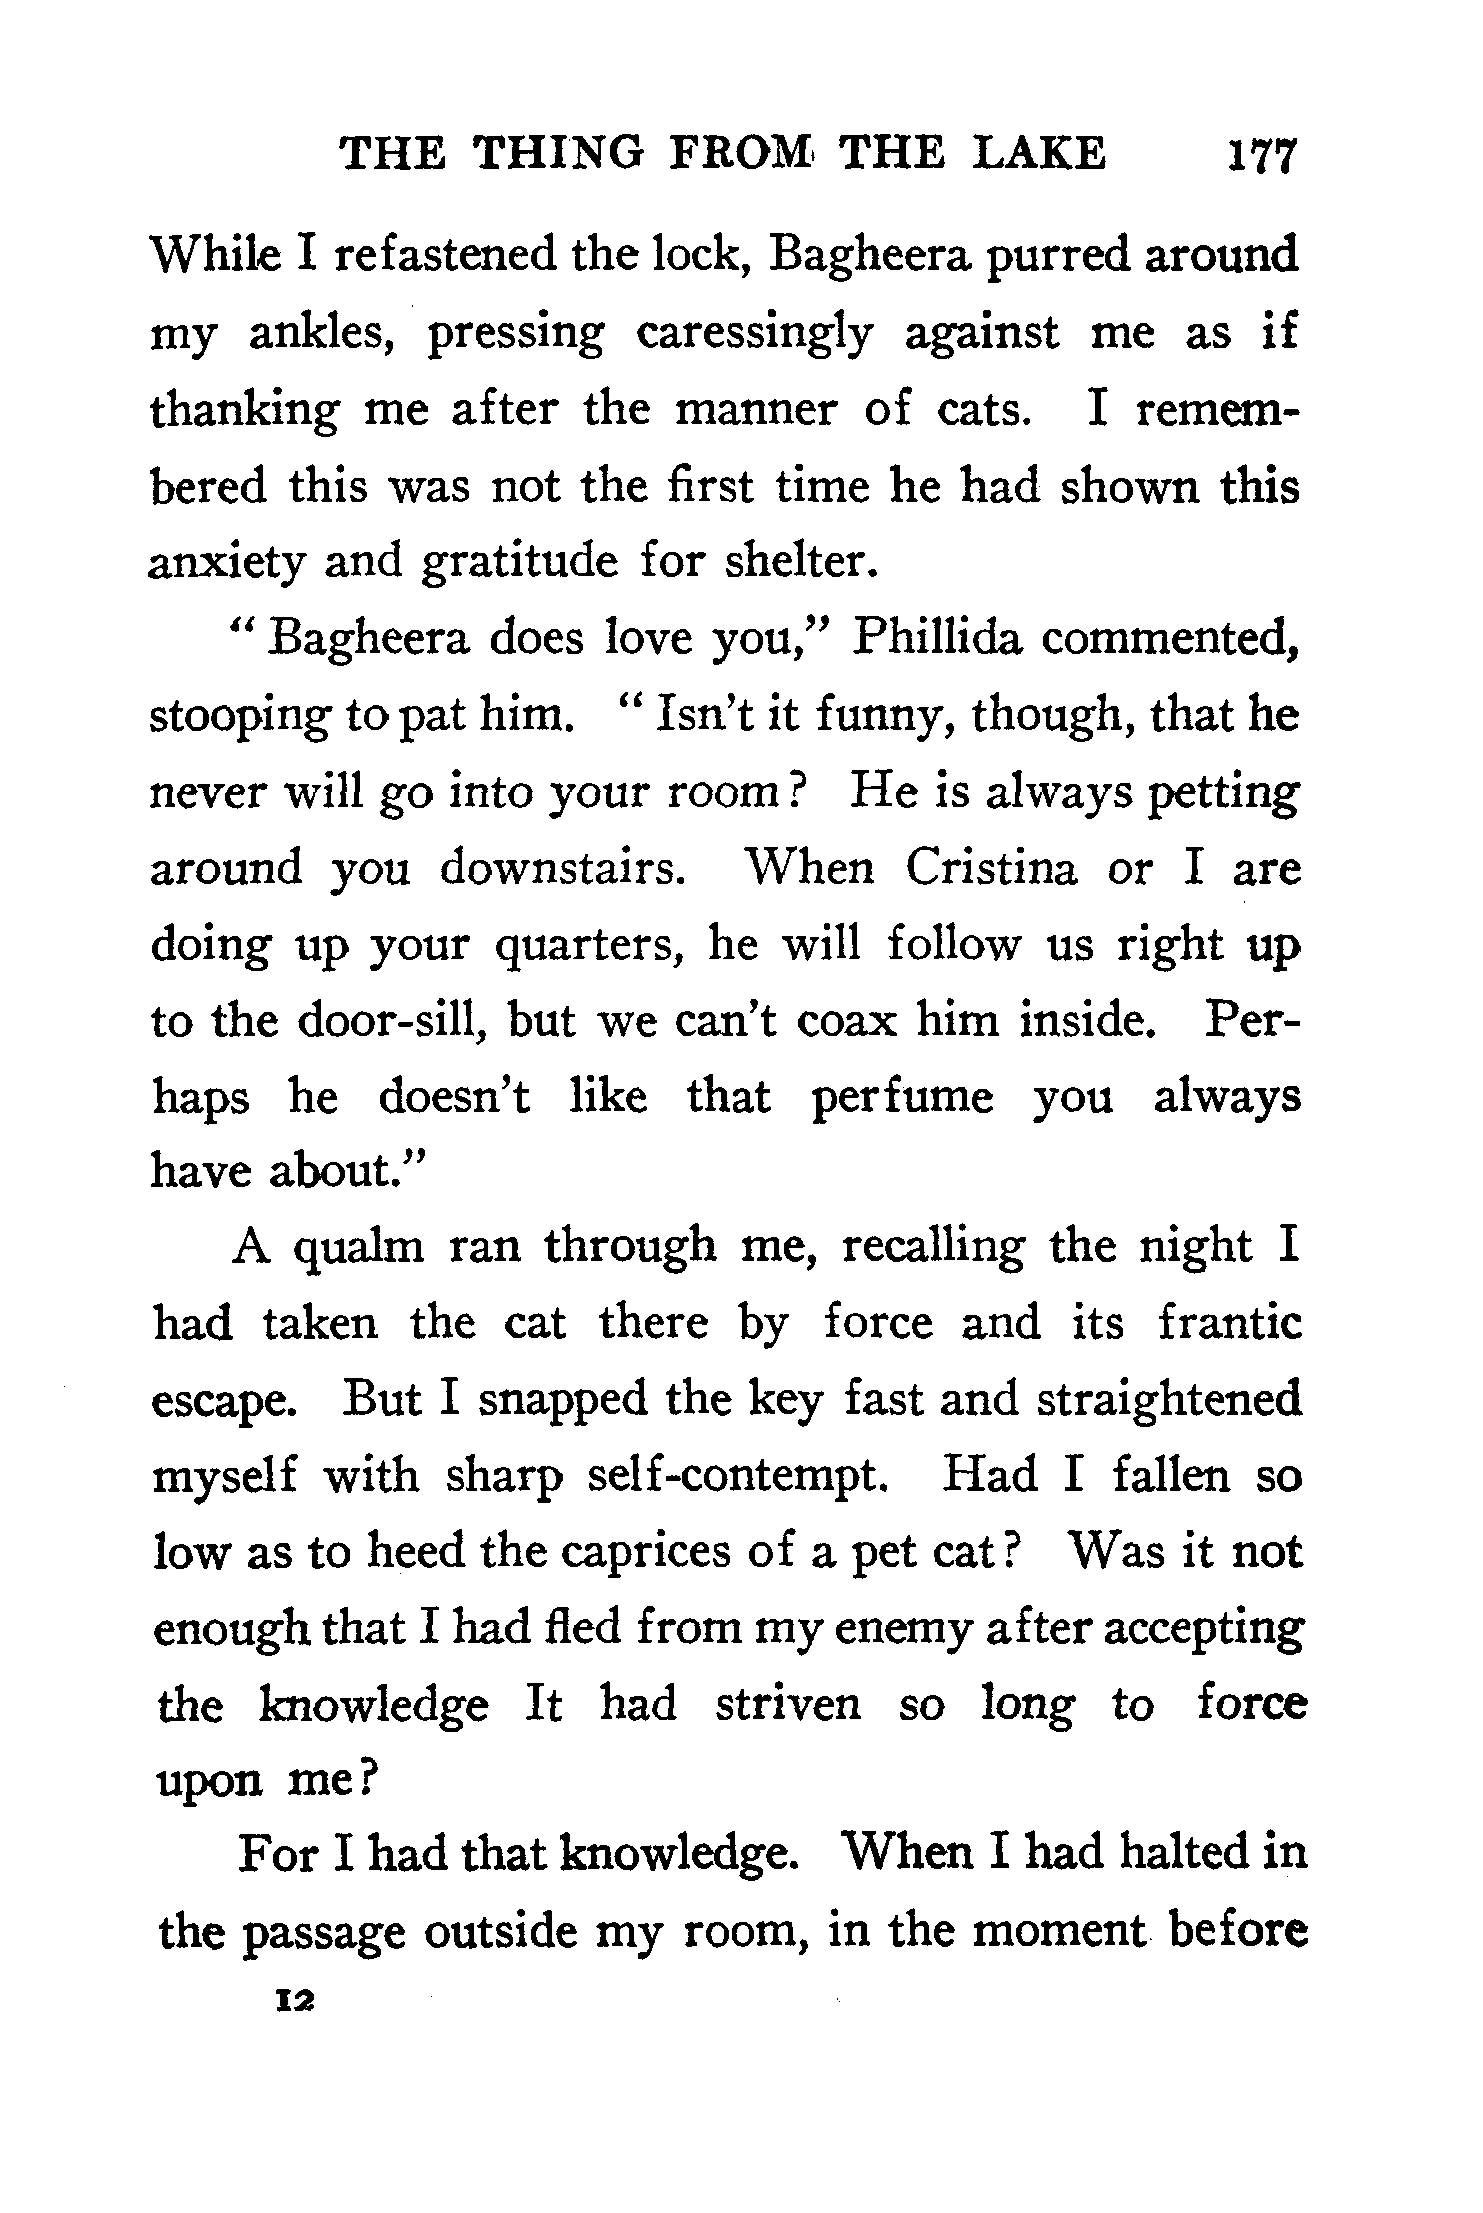 THE THING FROM THE LAKE 177
While I refastened the lock, Bagheera purred around
my ankles, pressing caressingly against me as if
thanking me after the manner of cats. I remem-
bered this was not the first time he had shown this
anxiety and gratitude for shelter.
“ Bagheera does love you,” Phillida commented,
stooping to pat him. “ Isn’t it funny, though, that he
never will go into your room? He is always petting
around you downstairs. When Cristina or I are
doing up your quarters, he will follow us right up
to the door-sill, but we can’t coax him inside. Per-
haps he doesn’t like that perfume you always
have about.”
A qualm ran through me, recalling the night I
had taken the cat there by force and its frantic
escape. But I snapped the key fast and straightened
myself with sharp self-contempt. Had I fallen so
low as to heed the caprices of a pet cat? Was it not
enough that I had fled from my enemy after accepting
the knowledge It had striven so long to force
upon me?
For I had that knowledge. When I had halted in
the passage outside my room, in the moment before
12